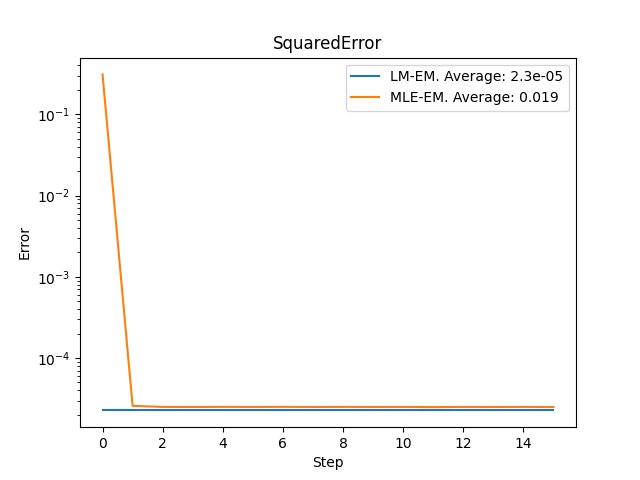 SquaredError
LM-EM. Average: 2.3e-05
MLE-EM. Average: 0.019
10⁻¹
10⁻²
10⁻³
10⁻⁴
Error
0 2 4 6 8 10 12 14
Step